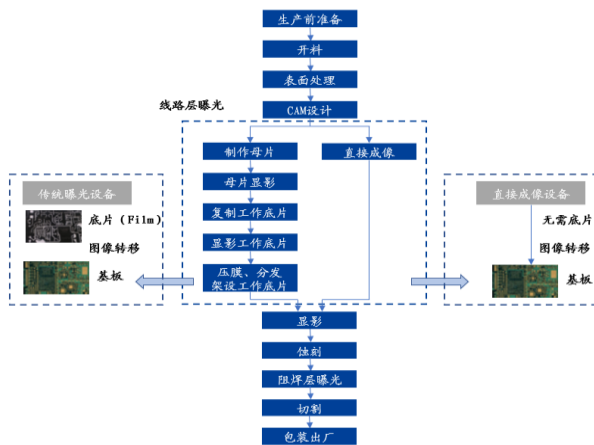 生产前准备
开料
表面处理
线路层曝光
CAM设计
制作母片
直接成像
母片显影
复制工作底片
显影工作底片
压膜、分发
架设工作底片
传统曝光设备
底片（Film）
图像转移
基板
直接成像设备
无需底片
图像转移
基板
显影
蚀刻
阻焊层曝光
切割
包装出厂